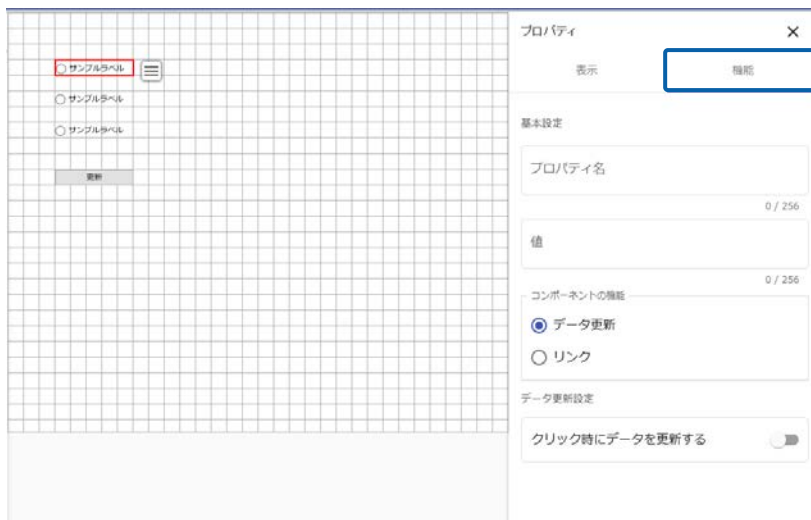 サンプルラベル
サンプルラベル
サンプルラベル
更新
プロパティ
表示
機能
基本設定
プロパティ名
0 / 256
値
0 / 256
コンポーネントの機能
データ更新
リンク
データ更新設定
クリック時にデータを更新する